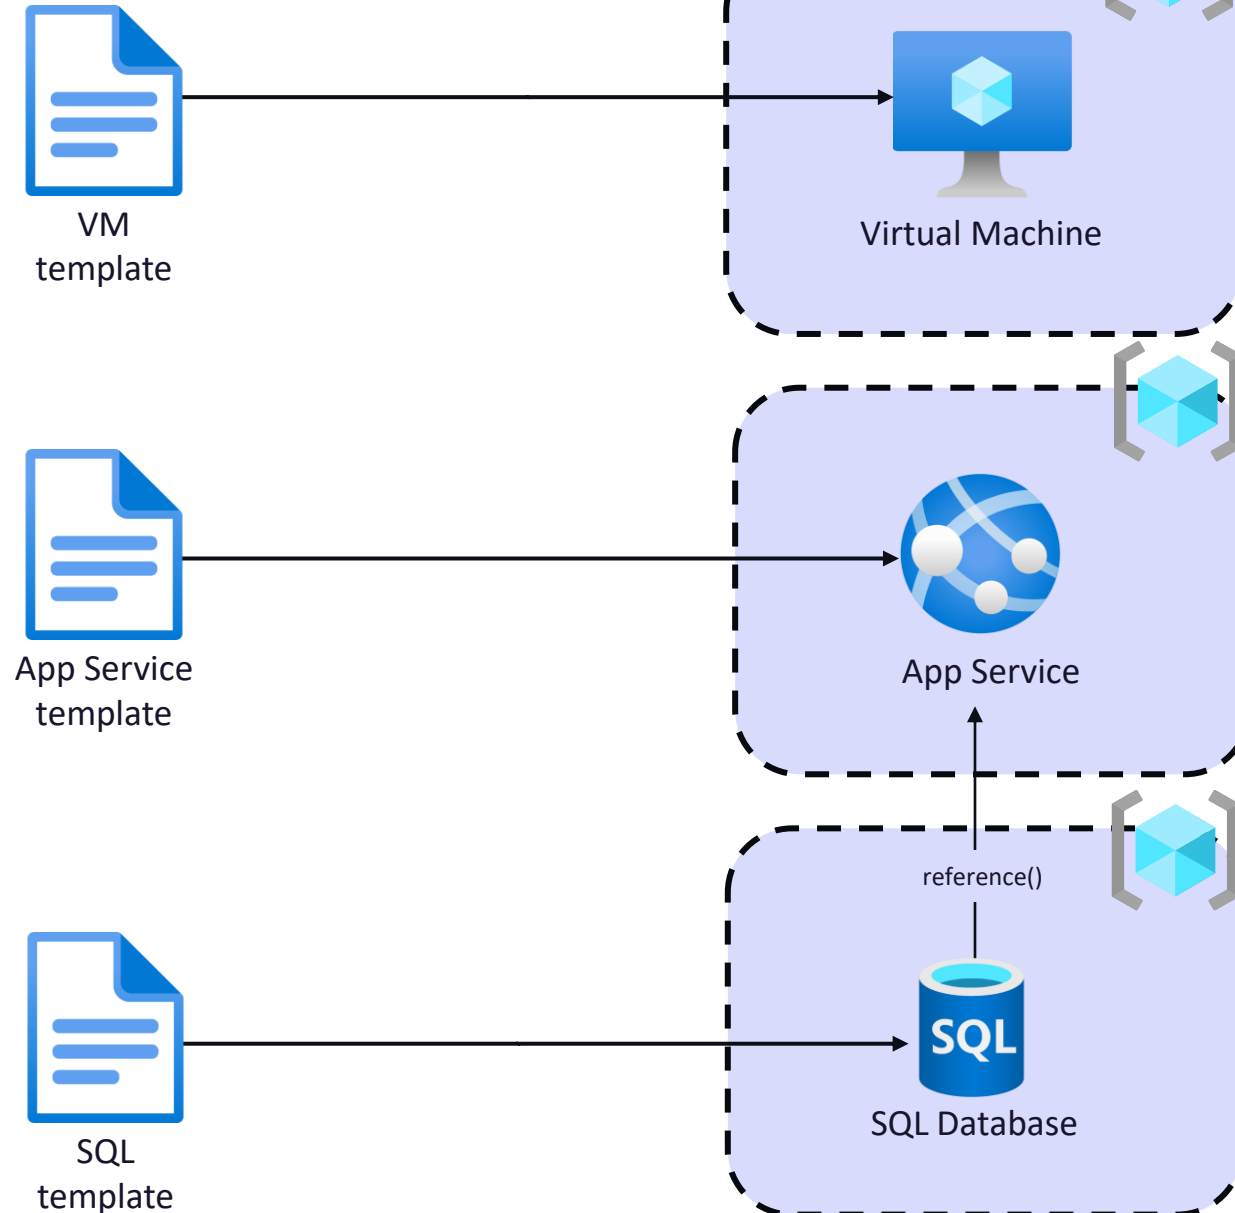 VM
template
Virtual Machine
App Service
template
App Service
reference()
SQL
SQL Database
SQL
template